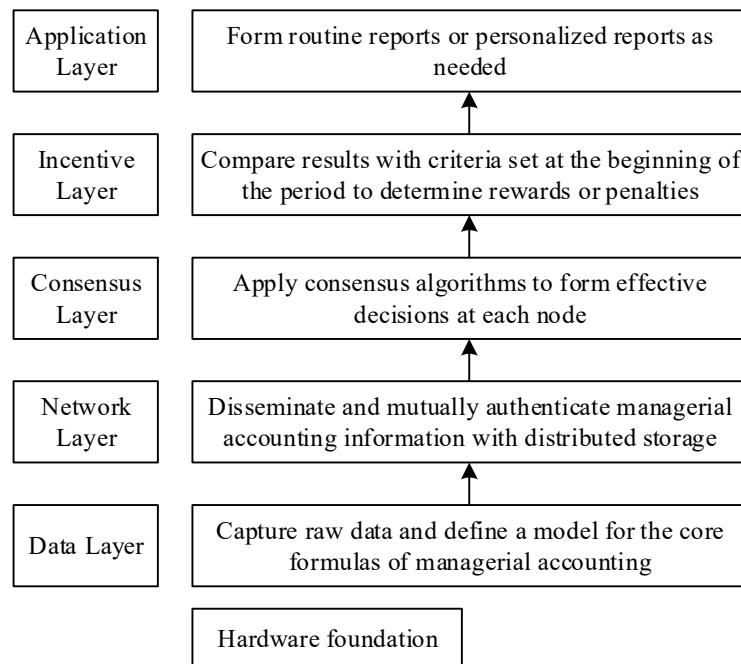 Application
Layer
Form routine reports or personalized reports as
needed
Incentive
Layer
Compare results with criteria set at the beginning of
the period to determine rewards or penalties
Consensus
Layer
Apply consensus algorithms to form effective
decisions at each node
Network
Layer
Disseminate and mutually authenticate managerial
accounting information with distributed storage
Data Layer
Capture raw data and define a model for the core
formulas of managerial accounting
Hardware foundation